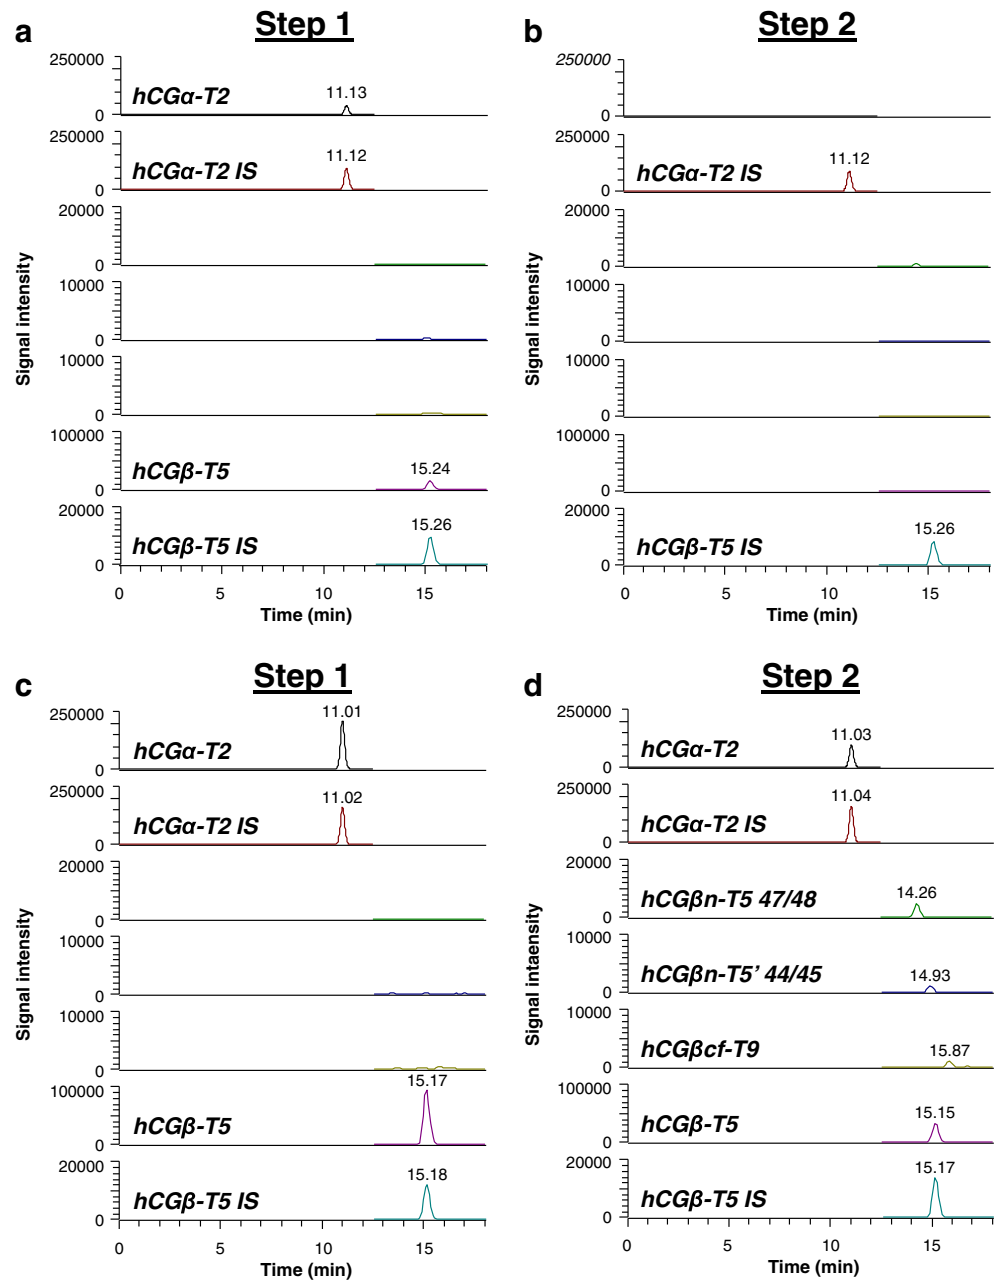 a
Step 1
250000
0
hCGα-T2
11.13
250000
0
hCGα-T2 IS
11.12
20000
0
10000
0
10000
0
100000
0
hCGβ-T5
15.24
20000
0
hCGβ-T5 IS
15.26
0 5 10 15
Time (min)
Signal intensity
b
Step 2
250000
0
250000
0
hCGα-T2 IS
11.12
20000
0
10000
0
10000
0
100000
0
20000
0
hCGβ-T5 IS
15.26
0 5 10 15
Time (min)
Signal intensity
c
Step 1
250000
0
hCGα-T2
11.01
250000
0
hCGα-T2 IS
11.02
20000
0
10000
0
10000
0
100000
0
hCGβ-T5
15.17
20000
0
hCGβ-T5 IS
15.18
0 5 10 15
Time (min)
Signal intensity
d
Step 2
250000
0
hCGα-T2
11.03
250000
0
hCGα-T2 IS
11.04
20000
0
hCGβn-T5 47/48
14.26
10000
0
hCGβn-T5’ 44/45
14.93
10000
0
hCGβcf-T9
15.87
100000
0
hCGβ-T5
15.15
20000
0
hCGβ-T5 IS
15.17
0 5 10 15
Time (min)
Signal intaensity